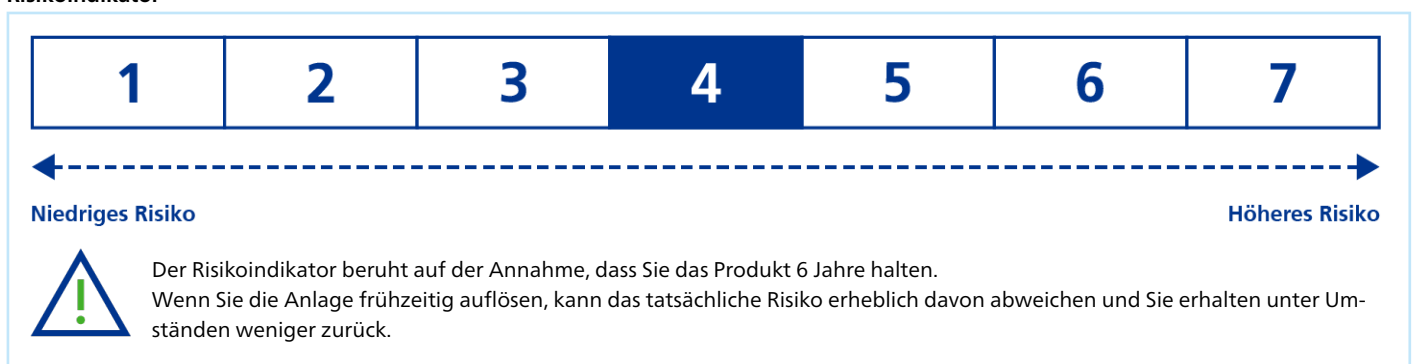 Risikoindikator
1 2 3 4 5 6 7
Niedriges Risiko Höheres Risiko
Der Risikoindikator beruht auf der Annahme, dass Sie das Produkt 6 Jahre halten.
Wenn Sie die Anlage frühzeitig auflösen, kann das tatsächliche Risiko erheblich davon abweichen und Sie erhalten unter Um-
ständen weniger zurück.